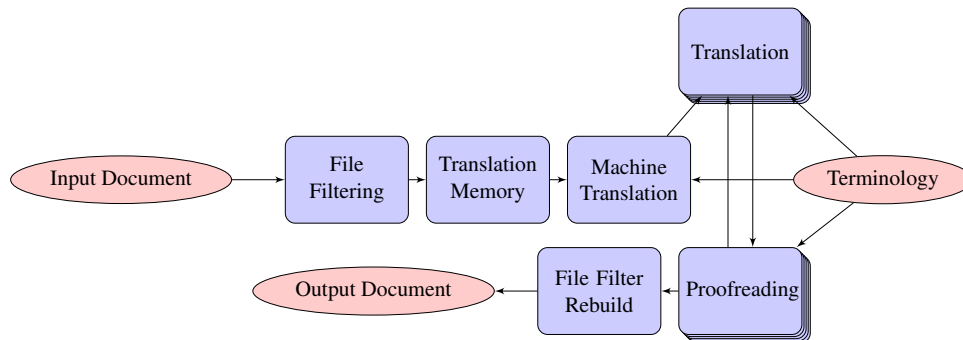 Translation
Input Document
File
Filtering
Translation
Memory
Machine
Translation
Terminology
Output Document
File Filter
Rebuild
Proofreading